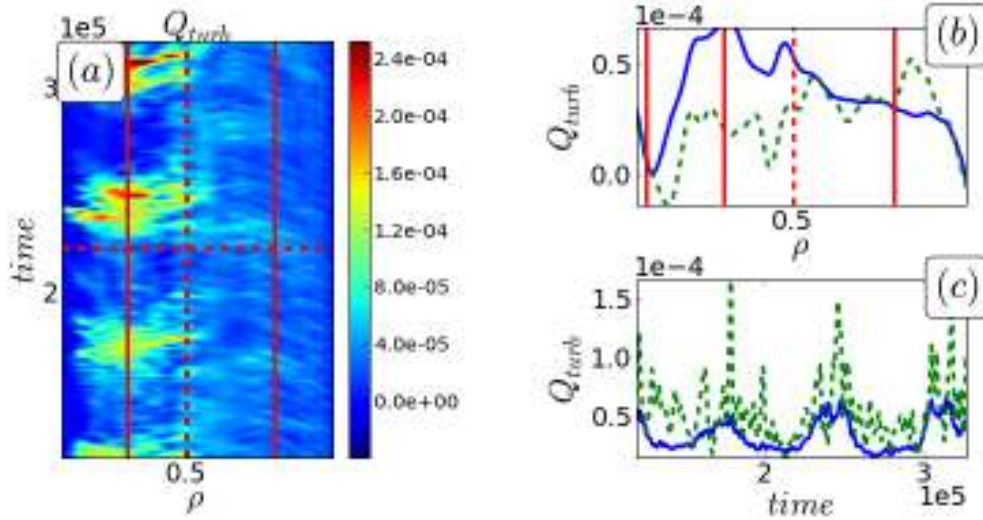 1e5
Q_turb
(a)
3
2
time
0.5
ρ
2.4e-04
2.0e-04
1.6e-04
1.2e-04
8.0e-05
4.0e-05
0.0e+00
1e-4
(b)
0.5
0.0
Q_turb
0.5
ρ
1e-4
(c)
1.5
1.0
0.5
Q_turb
2
3
time
1e5